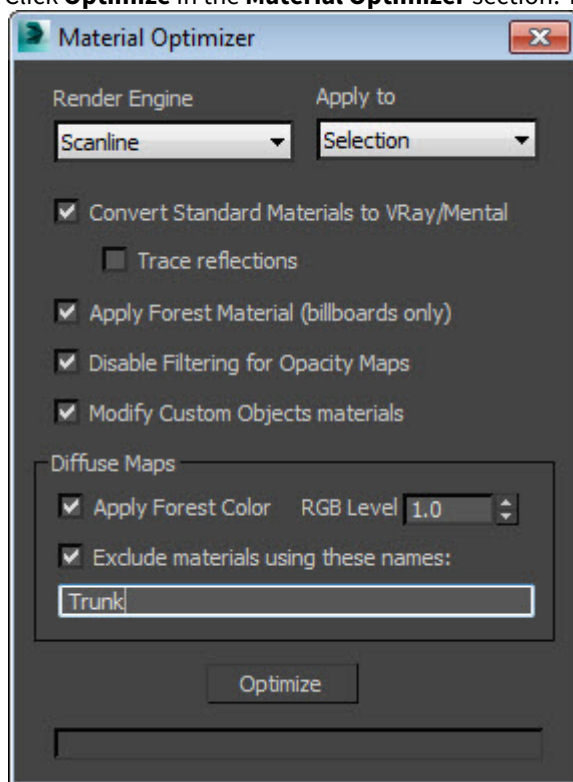 Click Optimize in the Material Optimizer section.
Material Optimizer
Render Engine
Apply to
Scanline
Selection
Convert Standard Materials to VRay/Mental
Trace reflections
Apply Forest Material (billboards only)
Disable Filtering for Opacity Maps
Modify Custom Objects materials
Diffuse Maps
Apply Forest Color RGB Level 1.0
Exclude materials using these names:
Trunk
Optimize